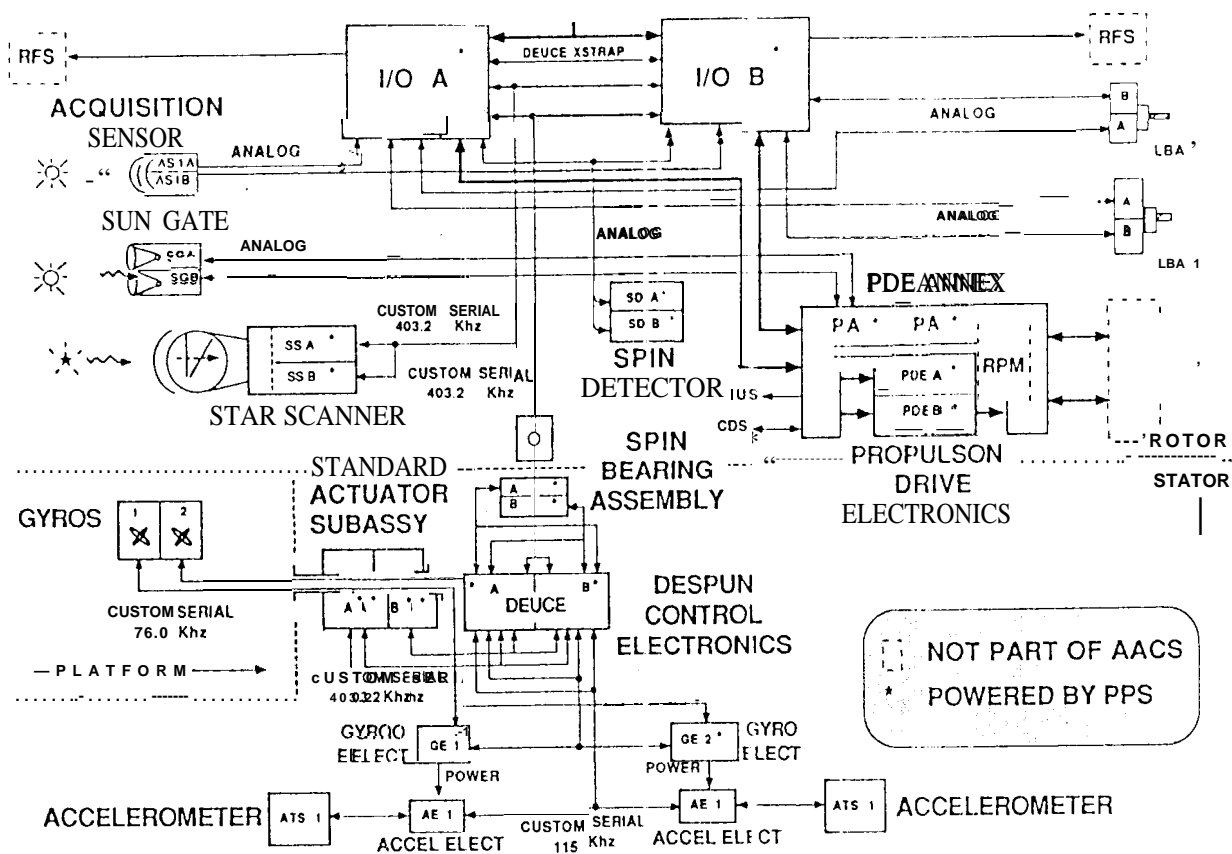 RFS
I/O A *
DEUCE XSTRAP
I/O B *
RFS
ACQUISITION
SENSOR
AS1A
AS1B
ANALOG
ANALOG
B
A
LBA
SUN GATE
SGA
SGB
ANALOG
ANALOG
ANALOG
A
B
LBA 1
SD A *
SD B *
SPIN
DETECTOR
PDE ANNEX
PA * PA *
PDE A *
PDE B *
RPM
IUS
CDS
CUSTOM SERIAL
403.2 Khz
SS A *
SS B *
CUSTOM SERIAL
403.2 Khz
STAR SCANNER
SPIN
BEARING
ASSEMBLY
PROPULSON
DRIVE
ELECTRONICS
ROTOR
STATOR
STANDARD
ACTUATOR
SUBASSY
A *
B *
GYROS
1 2
CUSTOM SERIAL
76.0 Khz
PLATFORM
A * B *
* A B *
DEUCE
DESPUN
CONTROL
ELECTRONICS
CUSTOM SERIAL
403.2 Khz
NOT PART OF AACS
* POWERED BY PPS
GYRO
ELECT
GE 1
POWER
GE 2 *
GYRO
ELECT
POWER
ACCELEROMETER
ATS 1
AE 1
ACCEL ELECT
CUSTOM SERIAL
115 Khz
AE 1
ACCEL ELECT
ATS 1
ACCELEROMETER